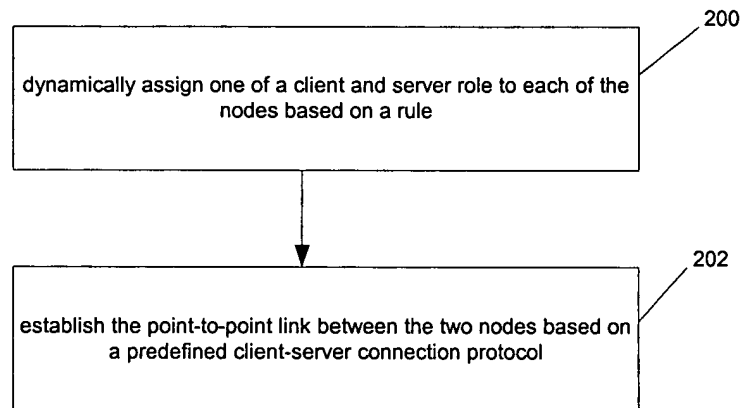 200
dynamically assign one of a client and server role to each of the
nodes based on a rule
202
establish the point-to-point link between the two nodes based on
a predefined client-server connection protocol